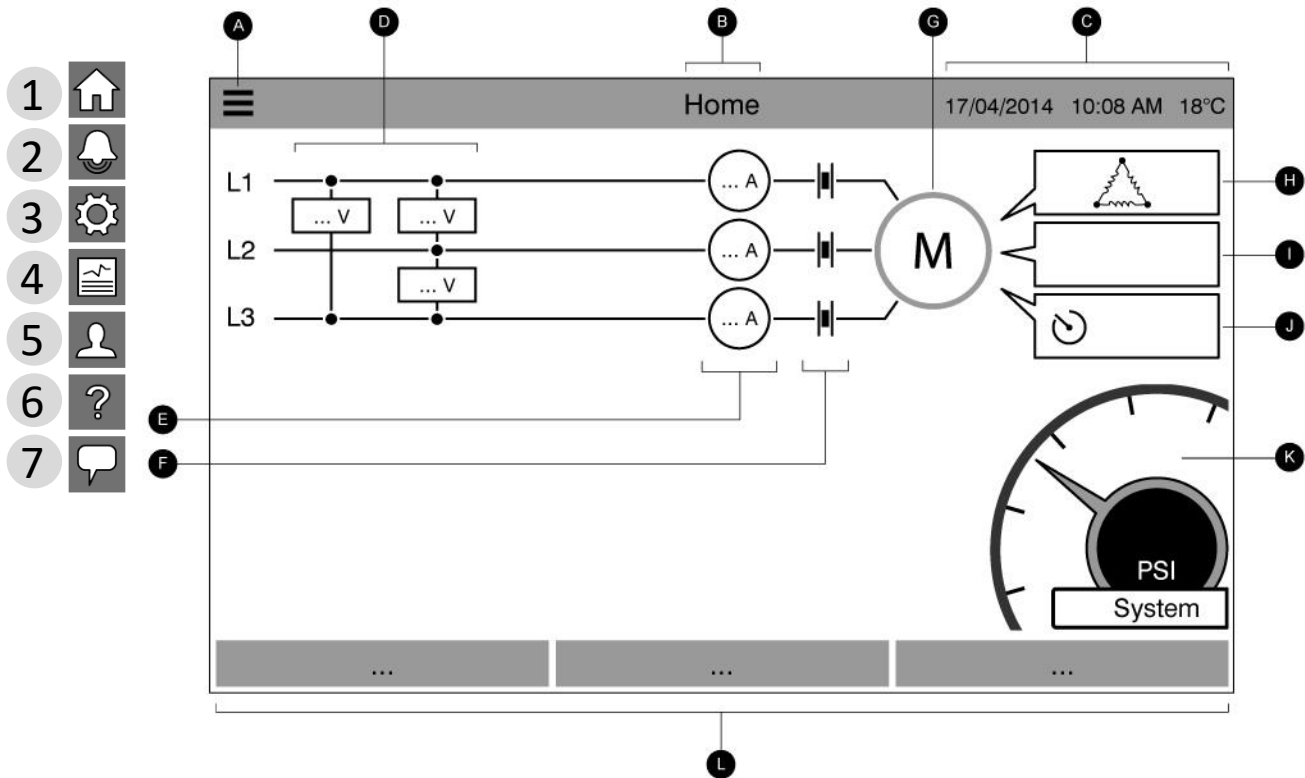 A
D
B
G
C
1
2
3
4
5
6
7
Home
17/04/2014 10:08 AM 18°C
L1
... V
... V
... A
L2
... V
... A
L3
... A
M
H
I
J
E
F
K
PSI
System
...
...
...
L